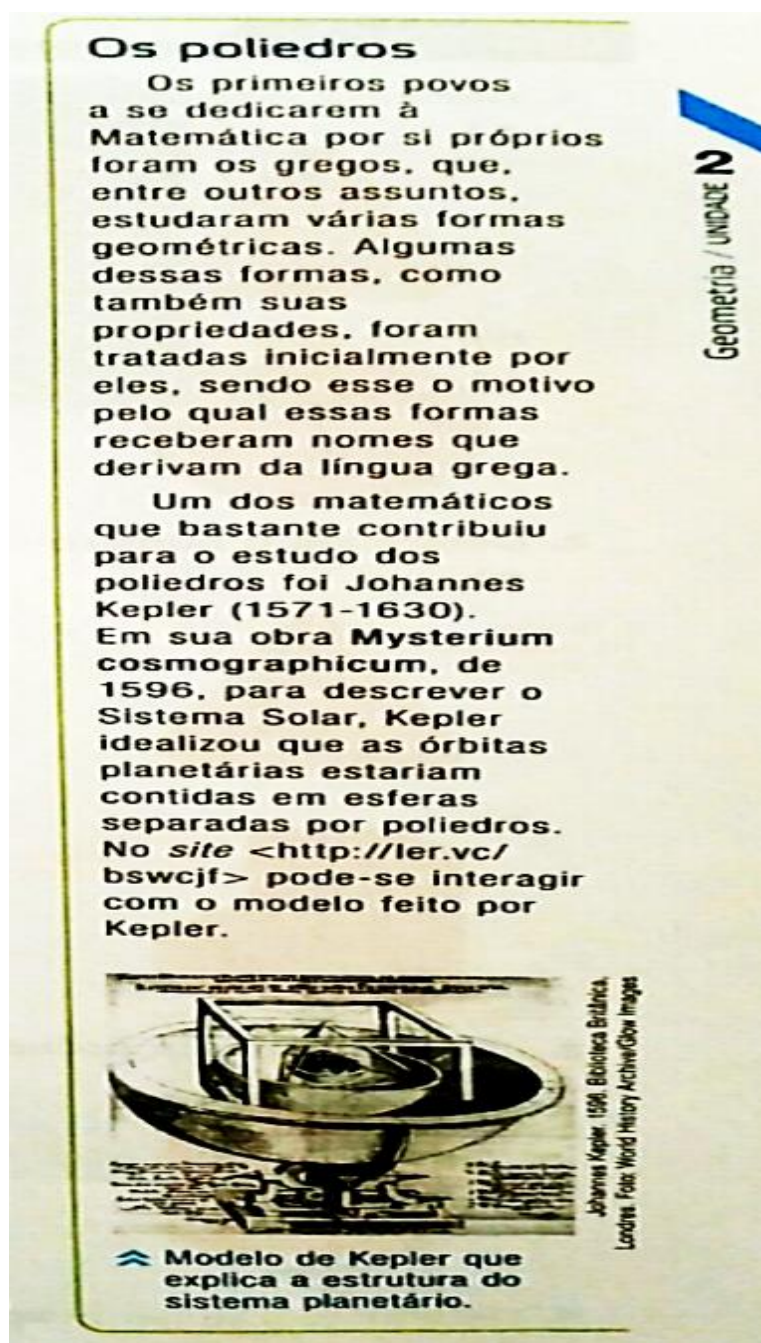 Os poliedros
Os primeiros povos
a se dedicarem à
Matemática por si próprios
foram os gregos, que,
entre outros assuntos,
estudaram várias formas
geométricas. Algumas
dessas formas, como
também suas
propriedades, foram
tratadas inicialmente por
eles, sendo esse o motivo
pelo qual essas formas
receberam nomes que
derivam da língua grega.
Um dos matemáticos
que bastante contribuiu
para o estudo dos
poliedros foi Johannes
Kepler (1571-1630).
Em sua obra Mysterium
cosmographicum, de
1596, para descrever o
Sistema Solar, Kepler
idealizou que as órbitas
planetárias estariam
contidas em esferas
separadas por poliedros.
No site <http://ler.vc/
bswcjf> pode-se interagir
com o modelo feito por
Kepler.
Johannes Kepler. 1596. Biblioteca Britânica,
Londres. Foto: World History Archive/Glow Images
Modelo de Kepler que
explica a estrutura do
sistema planetário.
Geometria / UNIDADE 2